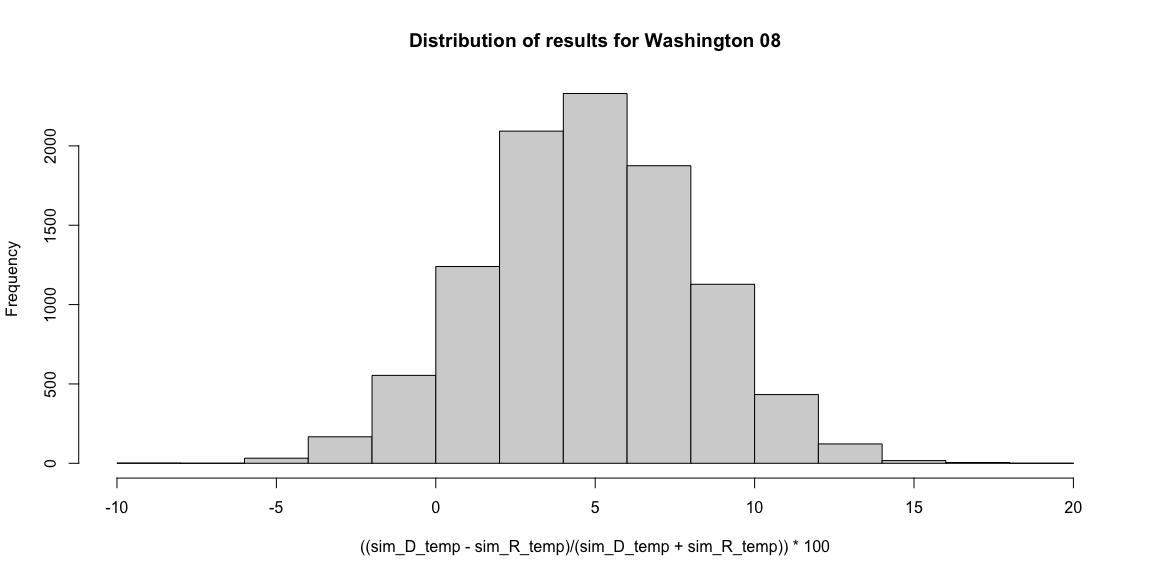 Distribution of results for Washington 08
Frequency
2000
1500
1000
500
0
-10 -5 0 5 10 15 20
((sim_D_temp - sim_R_temp)/(sim_D_temp + sim_R_temp)) * 100